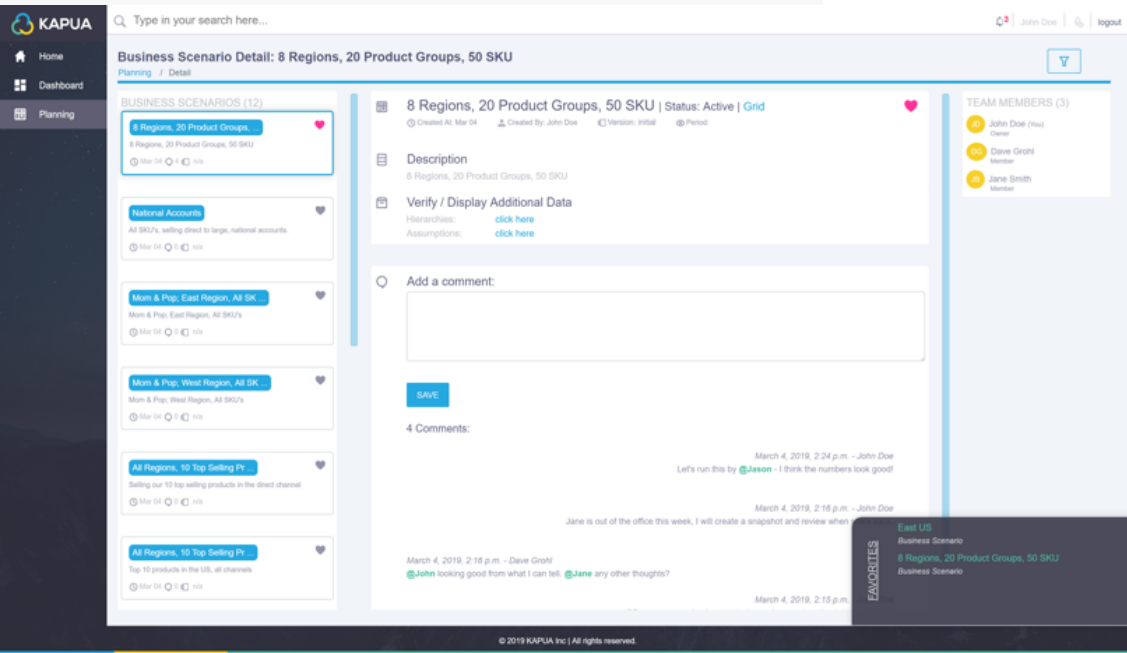 KAPUA
Type in your search here...
3
John Doe
logout
Home
Dashboard
Planning
Business Scenario Detail: 8 Regions, 20 Product Groups, 50 SKU
Planning / Detail
BUSINESS SCENARIOS (12)
8 Regions, 20 Product Groups, ...
8 Regions, 20 Product Groups, 50 SKU
Mar 04 4 n/a
National Accounts
All SKU's, selling direct to large, national accounts.
Mar 04 0 n/a
Mom & Pop; East Region, All SK ...
Mom & Pop, East Region, All SKU's
Mar 04 0 n/a
Mom & Pop; West Region, All SK ...
Mom & Pop; West Region, All SKU's
Mar 04 0 n/a
All Regions, 10 Top Selling Pr ...
Selling our 10 top selling products in the direct channel
Mar 04 0 n/a
All Regions, 10 Top Selling Pr ...
Top 10 products in the US, all channels
Mar 04 0 n/a
8 Regions, 20 Product Groups, 50 SKU | Status: Active | Grid
Created At: Mar 04 Created By: John Doe Version: initial Period:
Description
8 Regions, 20 Product Groups, 50 SKU
Verify / Display Additional Data
Hierarchies: click here
Assumptions: click here
Add a comment:
SAVE
4 Comments:
March 4, 2019, 2:24 p.m. - John Doe
Let's run this by @Jason - I think the numbers look good!
March 4, 2019, 2:16 p.m. - John Doe
Jane is out of the office this week, I will create a snapshot and review when
March 4, 2019, 2:16 p.m. - Dave Grohl
@John looking good from what I can tell. @Jane any other thoughts?
March 4, 2019, 2:15 p.m.
TEAM MEMBERS (3)
JD John Doe (You)
Owner
DG Dave Grohl
Member
JS Jane Smith
Member
FAVORITES
East US
Business Scenario
8 Regions, 20 Product Groups, 50 SKU
Business Scenario
© 2019 KAPUA Inc | All rights reserved.